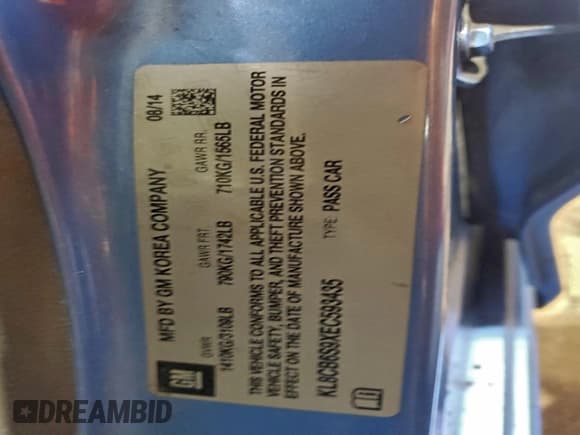 MFD BY GM KOREA COMPANY
08/14
GVWR
GAWR FRT.
GAWR RR.
1410KG/3109LB
790KG/1742LB
710KG/1565LB
THIS VEHICLE CONFORMS TO ALL APPLICABLE U.S. FEDERAL MOTOR
VEHICLE SAFETY, BUMPER, AND THEFT PREVENTION STANDARDS IN
EFFECT ON THE DATE OF MANUFACTURE SHOWN ABOVE.
KL8CB6S9XEC593435
TYPE: PASS CAR
GM
DREAMBID